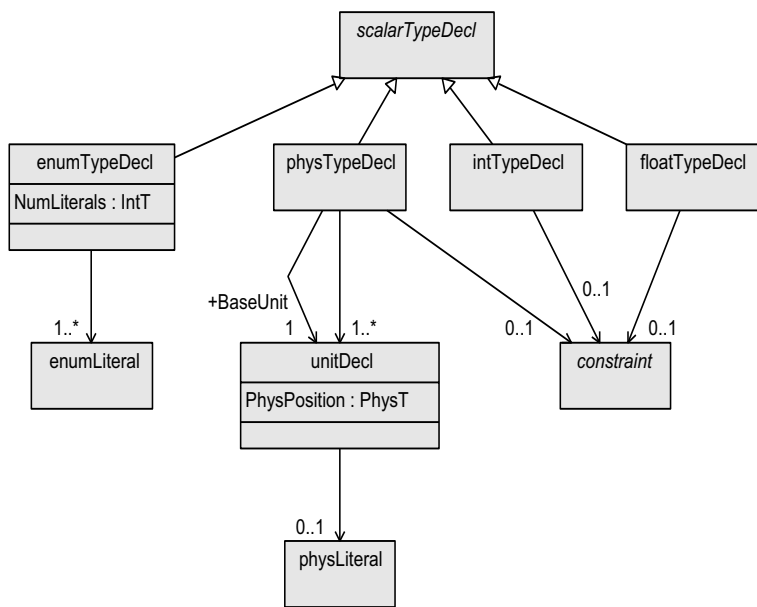 scalarTypeDecl
enumTypeDecl
physTypeDecl
intTypeDecl
floatTypeDecl
NumLiterals : IntT
+BaseUnit
0..1
1..*
1
1..*
0..1
0..1
enumLiteral
unitDecl
constraint
PhysPosition : PhysT
0..1
physLiteral